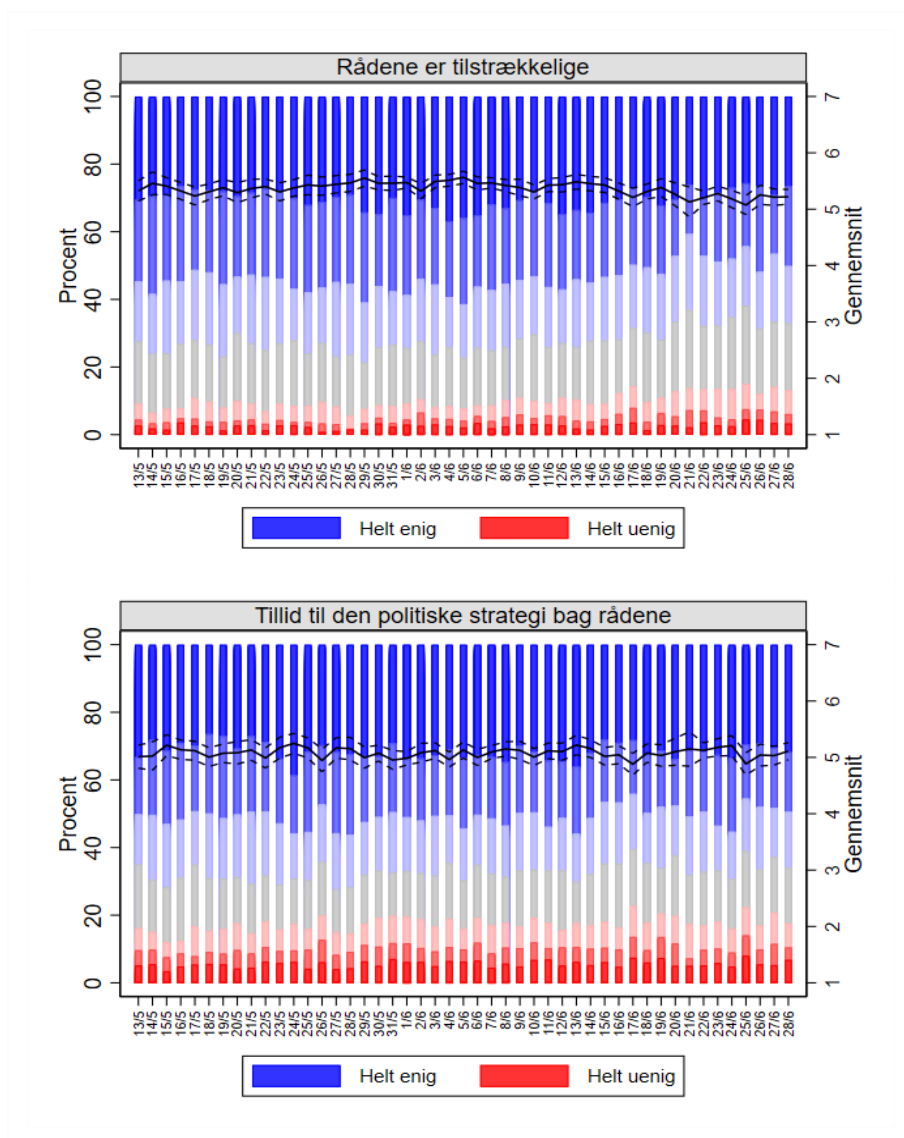 Rådene er tilstrækkelige
Procent
0 20 40 60 80 100
1 2 3 4 5 6 7
Gennemsnit
13/5 14/5 15/5 16/5 17/5 18/5 19/5 20/5 21/5 22/5 23/5 24/5 25/5 26/5 27/5 28/5 29/5 30/5 31/5 1/6 2/6 3/6 4/6 5/6 6/6 7/6 8/6 9/6 10/6 11/6 12/6 13/6 14/6 15/6 16/6 17/6 18/6 19/6 20/6 21/6 22/6 23/6 24/6 25/6 26/6 27/6 28/6
Helt enig Helt uenig
Tillid til den politiske strategi bag rådene
Procent
0 20 40 60 80 100
1 2 3 4 5 6 7
Gennemsnit
13/5 14/5 15/5 16/5 17/5 18/5 19/5 20/5 21/5 22/5 23/5 24/5 25/5 26/5 27/5 28/5 29/5 30/5 31/5 1/6 2/6 3/6 4/6 5/6 6/6 7/6 8/6 9/6 10/6 11/6 12/6 13/6 14/6 15/6 16/6 17/6 18/6 19/6 20/6 21/6 22/6 23/6 24/6 25/6 26/6 27/6 28/6
Helt enig Helt uenig